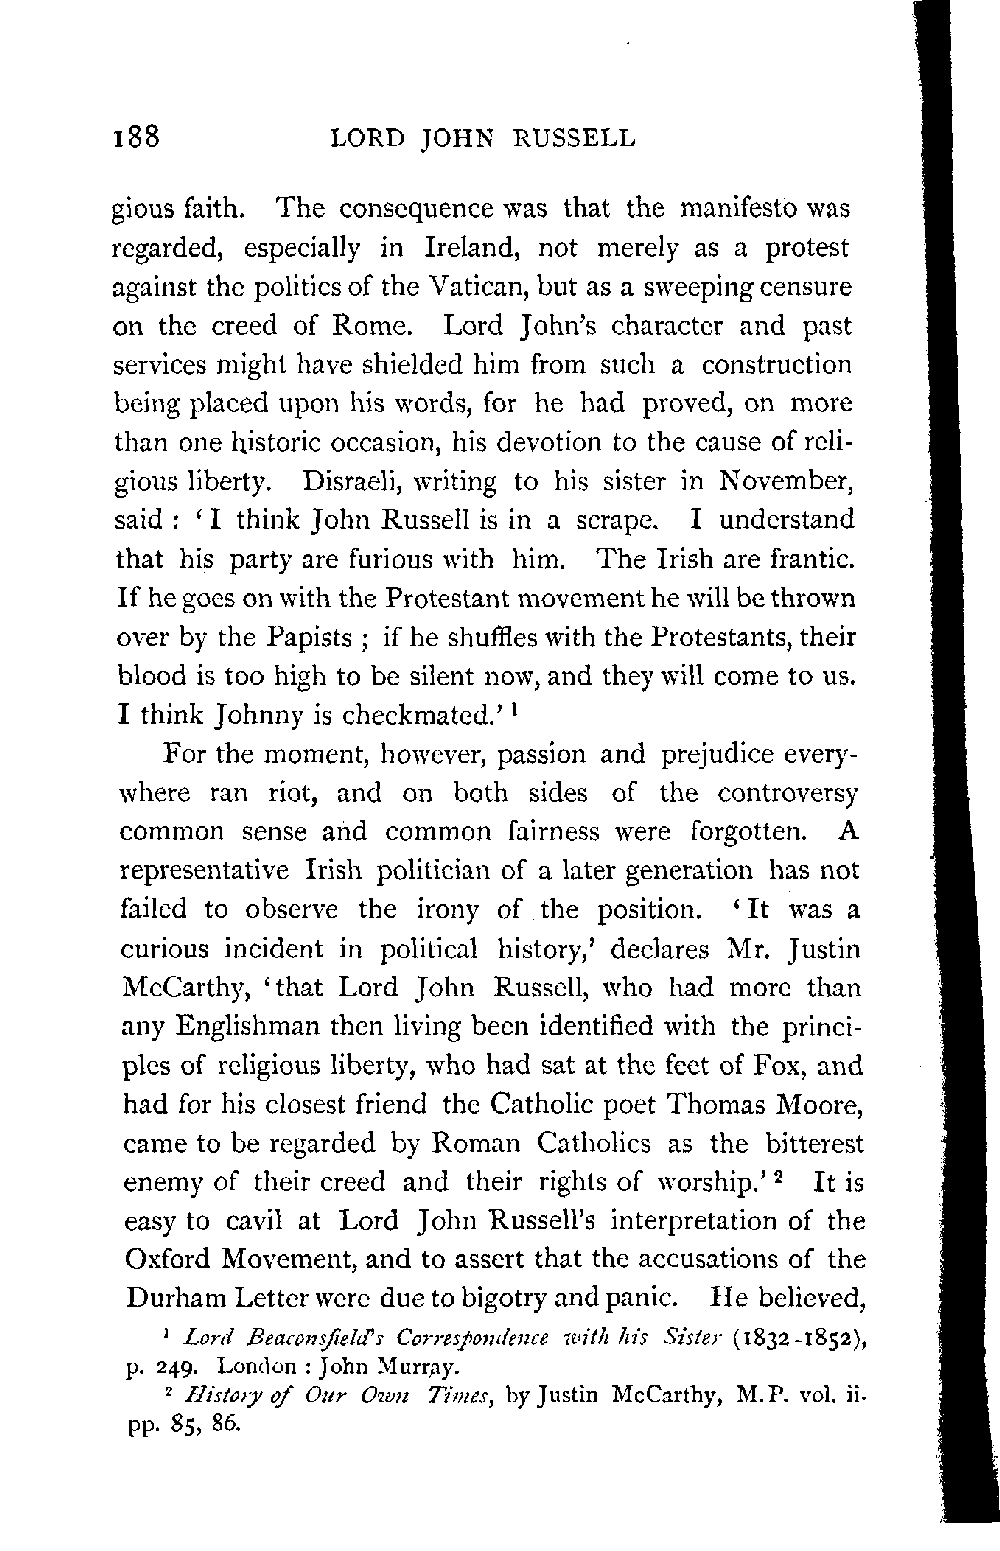 188 LORD JOHN RUSSELL
gious faith. The consequence was that the manifesto was
regarded, especially in Ireland, not merely as a protest
against the politics of the Vatican, but as a sweeping censure
on the creed of Rome. Lord John's character and past
services might have shielded him from such a construction
being placed upon his words, for he had proved, on more
than one historic occasion, his devotion to the cause of reli-
gious liberty. Disraeli, writing to his sister in November,
said : ‘I think John Russell is in a scrape. I understand
that his party are furious with him. The Irish are frantic.
If he goes on with the Protestant movement he will be thrown
over by the Papists ; if he shuffles with the Protestants, their
blood is too high to be silent now, and they will come to us.
I think Johnny is checkmated.’ ¹
For the moment, however, passion and prejudice every-
where ran riot, and on both sides of the controversy
common sense and common fairness were forgotten. A
representative Irish politician of a later generation has not
failed to observe the irony of the position. ‘It was a
curious incident in political history,’ declares Mr. Justin
McCarthy, ‘that Lord John Russell, who had more than
any Englishman then living been identified with the princi-
ples of religious liberty, who had sat at the feet of Fox, and
had for his closest friend the Catholic poet Thomas Moore,
came to be regarded by Roman Catholics as the bitterest
enemy of their creed and their rights of worship.’ ² It is
easy to cavil at Lord John Russell's interpretation of the
Oxford Movement, and to assert that the accusations of the
Durham Letter were due to bigotry and panic. He believed,
¹ Lord Beaconsfield's Correspondence with his Sister (1832-1852),
p. 249. London : John Murray.
² History of Our Own Times, by Justin McCarthy, M.P. vol. ii.
pp. 85, 86.